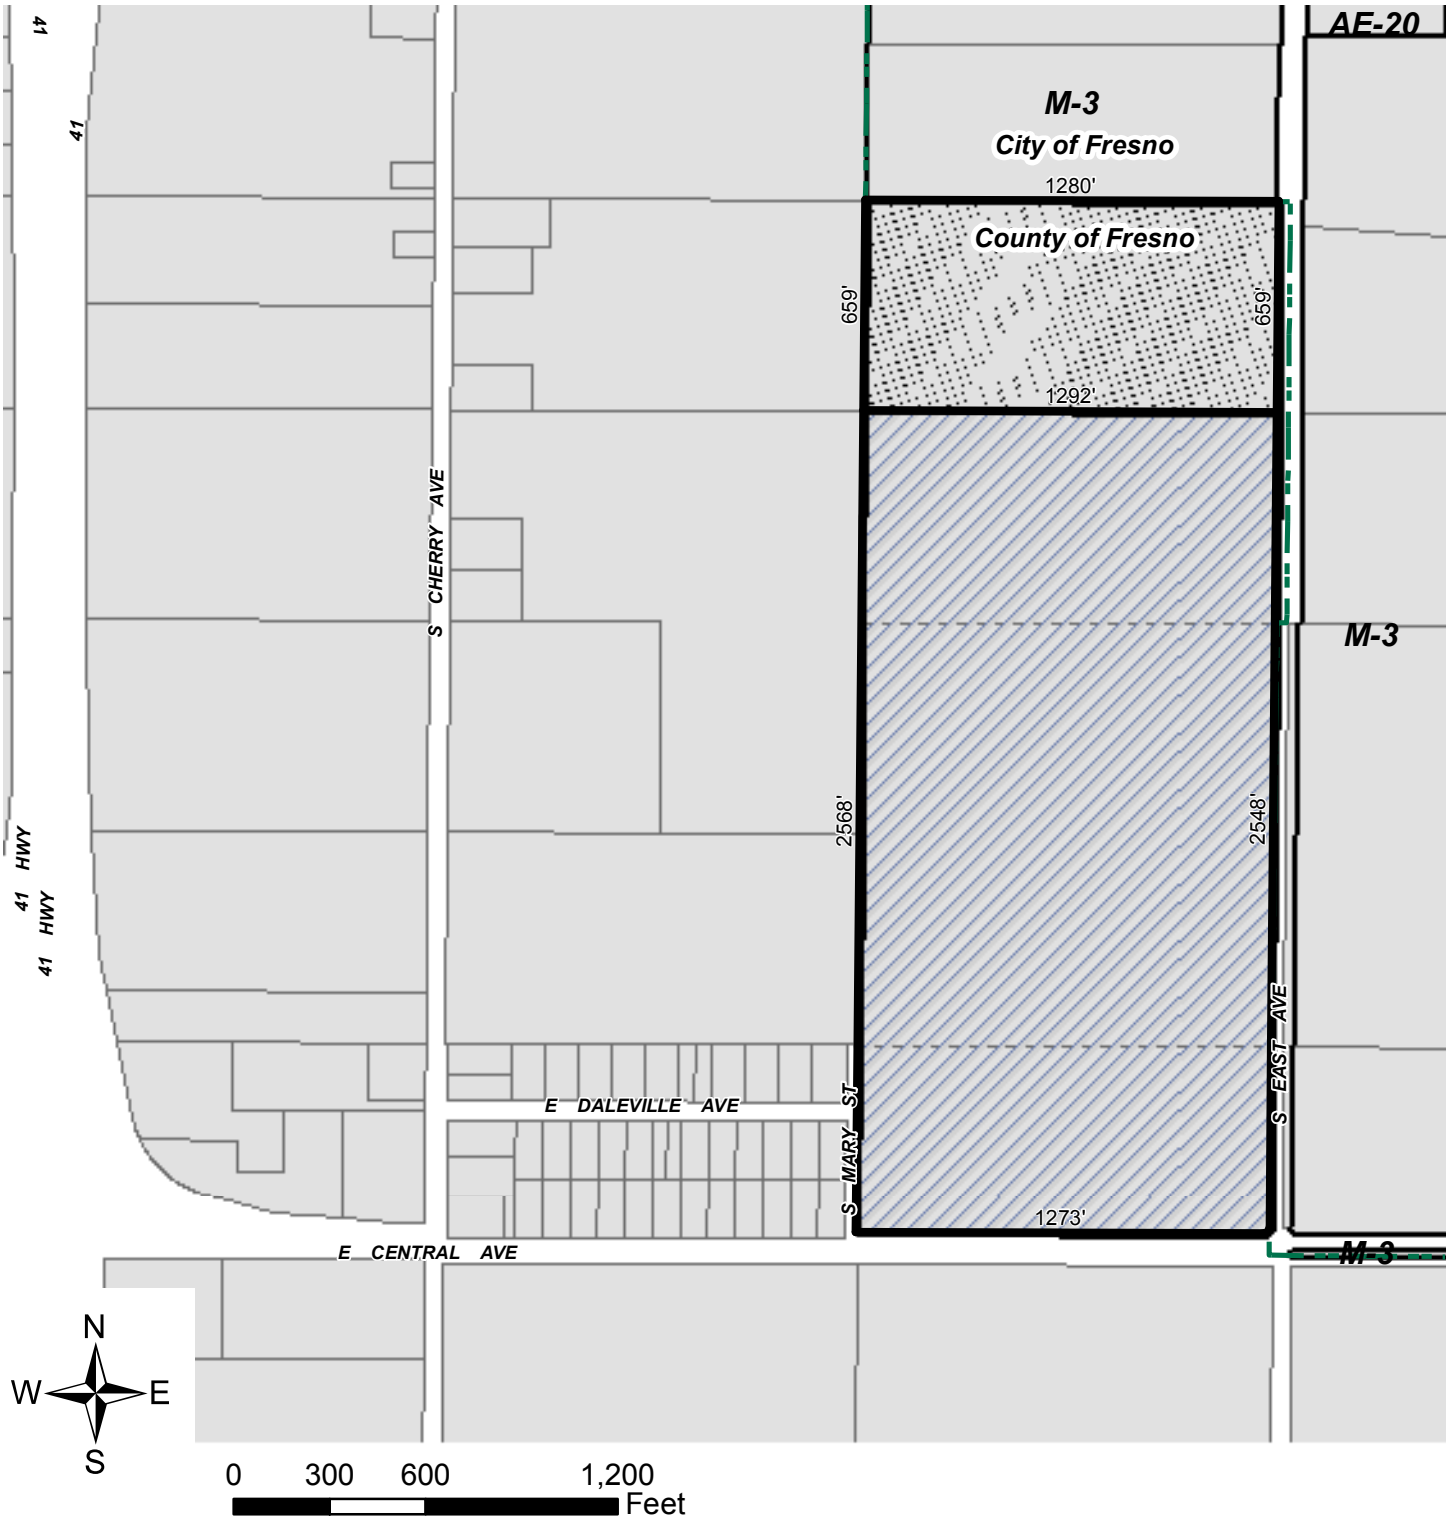 41
AE-20
M-3
41
City of Fresno
1280'
County of Fresno
659'
659'
1292'
S CHERRY AVE
M-3
2568'
2548'
41 HWY
41 HWY
S EAST AVE
E DALEVILLE AVE
S MARY ST
1273'
E CENTRAL AVE
M-3
N
W E
S
0 300 600 1,200
Feet